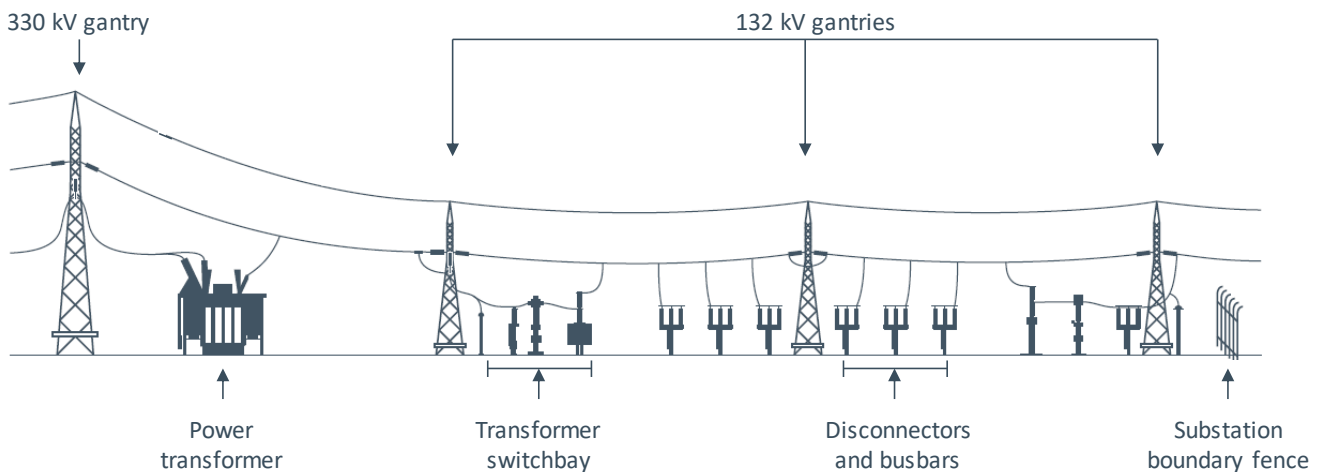 330 kV gantry
132 kV gantries
Power
transformer
Transformer
switchbay
Disconnectors
and busbars
Substation
boundary fence